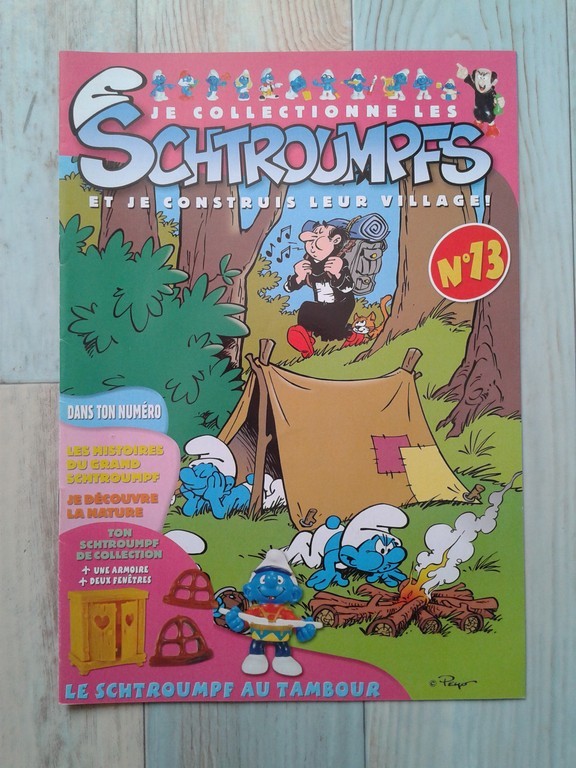 JE COLLECTIONNE LES
SCHTROUMPFS
ET JE CONSTRUIS LEUR VILLAGE!
N°13
DANS TON NUMÉRO
LES HISTOIRES
DU GRAND
SCHTROUMPF
JE DÉCOUVRE
LA NATURE
TON
SCHTROUMPF
DE COLLECTION
+ UNE ARMOIRE
+ DEUX FENÊTRES
LE SCHTROUMPF AU TAMBOUR
© Peyo